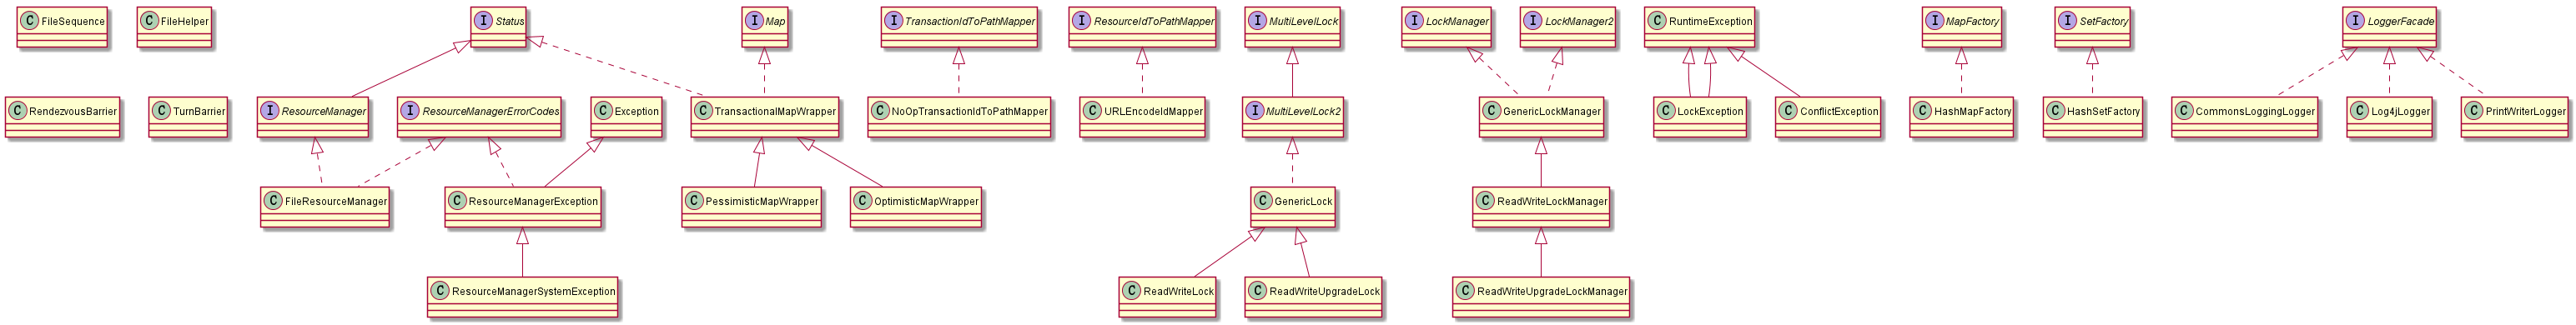 C FileSequence
C FileHelper
I Status
I Map
I TransactionIdToPathMapper
I ResourceIdToPathMapper
I MultiLevelLock
I LockManager
I LockManager2
C RuntimeException
I MapFactory
I SetFactory
I LoggerFacade
C RendezvousBarrier
C TurnBarrier
I ResourceManager
I ResourceManagerErrorCodes
C Exception
C TransactionalMapWrapper
C NoOpTransactionIdToPathMapper
C URLEncodeIdMapper
I MultiLevelLock2
C GenericLockManager
C LockException
C ConflictException
C HashMapFactory
C HashSetFactory
C CommonsLoggingLogger
C Log4jLogger
C PrintWriterLogger
C FileResourceManager
C ResourceManagerException
C PessimisticMapWrapper
C OptimisticMapWrapper
C GenericLock
C ReadWriteLockManager
C ResourceManagerSystemException
C ReadWriteLock
C ReadWriteUpgradeLock
C ReadWriteUpgradeLockManager